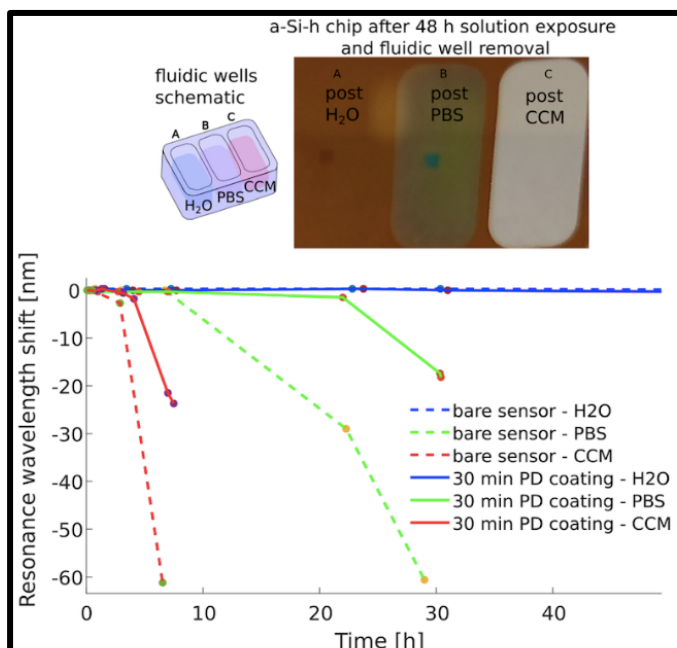 a-Si-h chip after 48 h solution exposure
and fluidic well removal
fluidic wells
schematic
A
B
C
H₂O
PBS
CCM
A
B
C
post
H₂O
post
PBS
post
CCM
0
-10
-20
-30
-40
-50
-60
Resonance wavelength shift [nm]
bare sensor - H2O
bare sensor - PBS
bare sensor - CCM
30 min PD coating - H2O
30 min PD coating - PBS
30 min PD coating - CCM
0
10
20
30
40
Time [h]